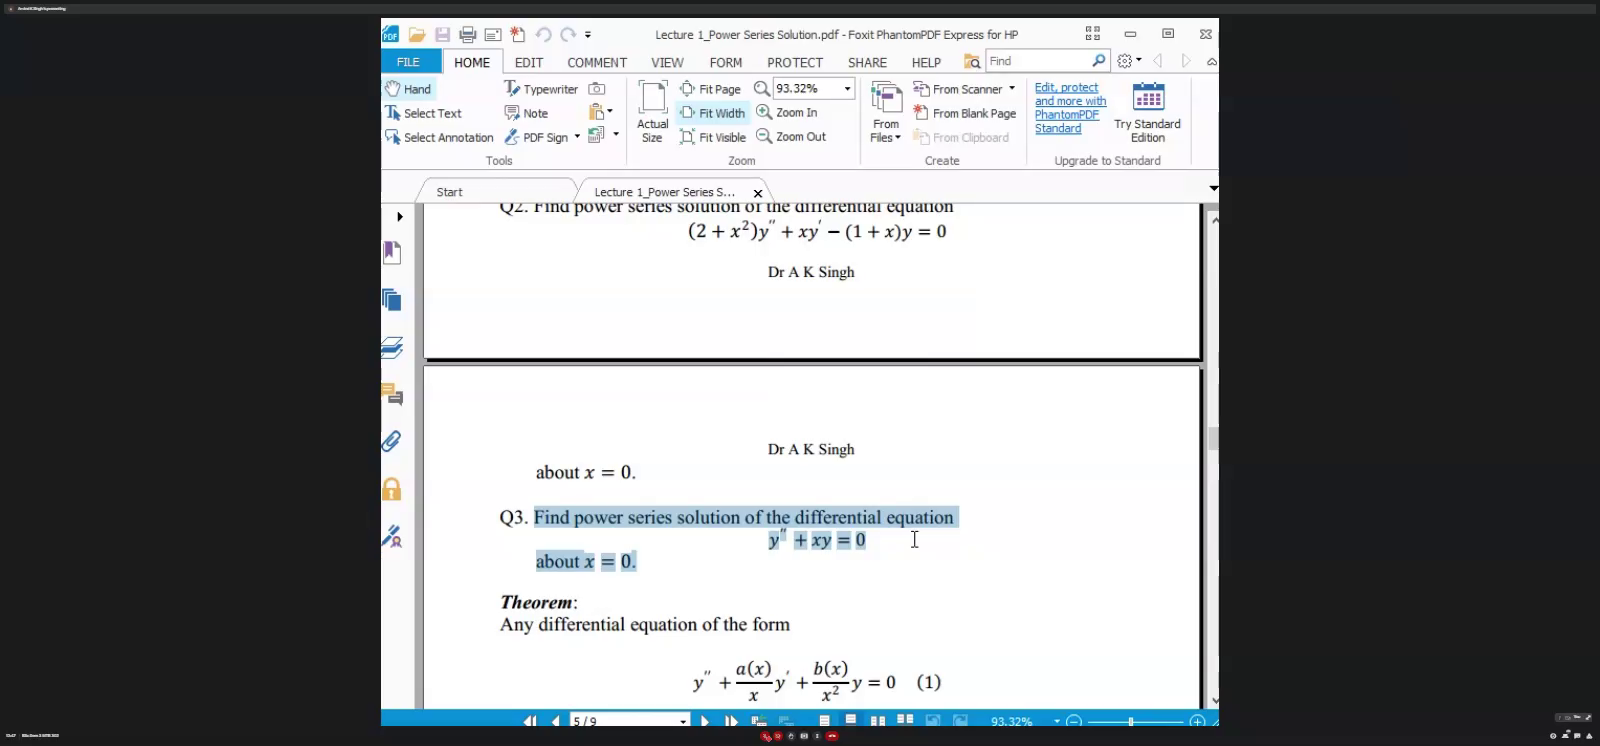 Lecture 1_Power Series Solution.pdf - Foxit PhantomPDF Express for HP
FILE HOME EDIT COMMENT VIEW FORM PROTECT SHARE HELP Find
Hand Typewriter Fit Page 93.32% From Scanner Edit, protect
and more with
PhantomPDF
Standard
Select Text Note Actual
Size Fit Width Zoom In From
Files From Blank Page Try Standard
Edition
Select Annotation PDF Sign Fit Visible Zoom Out From Clipboard
Tools Zoom Create Upgrade to Standard
Start Lecture 1_Power Series S...
Q2. Find power series solution of the differential equation
(2 + x²)y'' + xy' − (1 + x)y = 0
Dr A K Singh
Dr A K Singh
about x = 0.
Q3. Find power series solution of the differential equation
y'' + xy = 0
about x = 0.
Theorem:
Any differential equation of the form
y'' + a(x)/x y' + b(x)/x² y = 0 (1)
5 / 9 93.32%